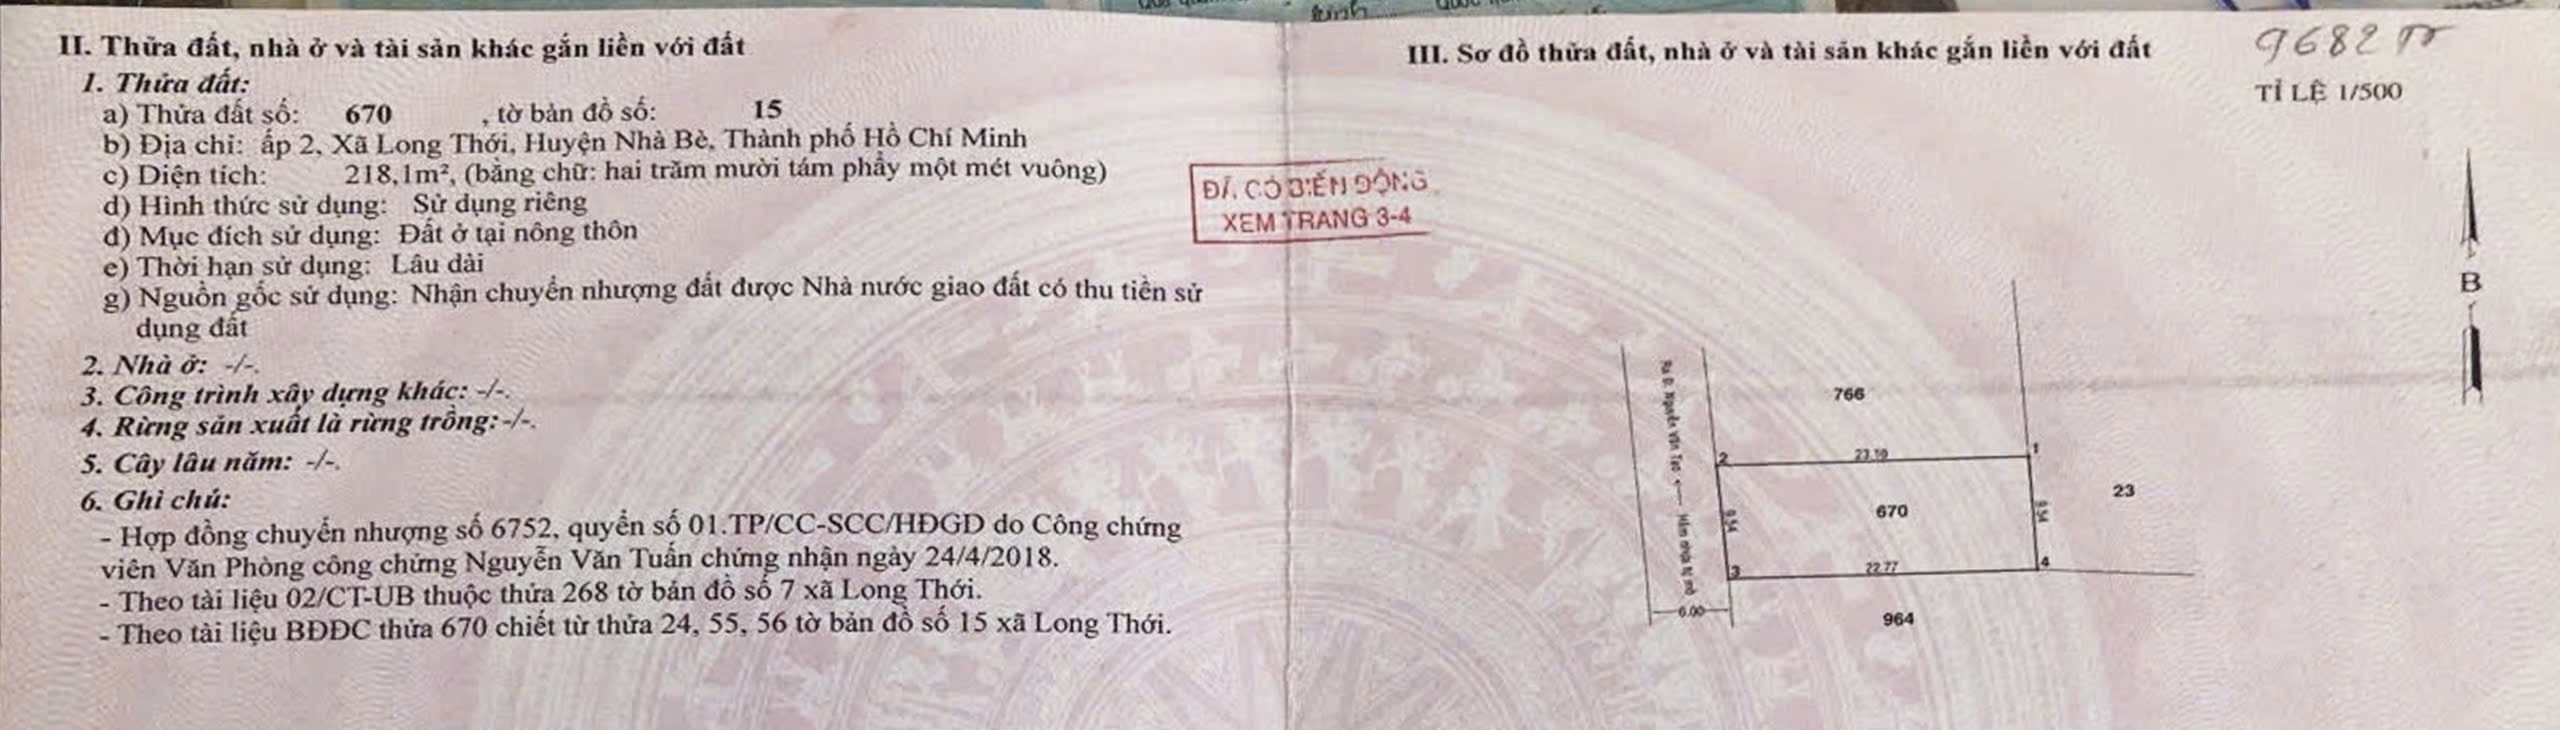 II. Thửa đất, nhà ở và tài sản khác gắn liền với đất
1. Thửa đất:
a) Thửa đất số: 670 , tờ bản đồ số: 15
b) Địa chỉ: ấp 2, Xã Long Thới, Huyện Nhà Bè, Thành phố Hồ Chí Minh
c) Diện tích: 218,1m², (bằng chữ: hai trăm mười tám phẩy một mét vuông)
d) Hình thức sử dụng: Sử dụng riêng
đ) Mục đích sử dụng: Đất ở tại nông thôn
e) Thời hạn sử dụng: Lâu dài
g) Nguồn gốc sử dụng: Nhận chuyển nhượng đất được Nhà nước giao đất có thu tiền sử
dụng đất
2. Nhà ở: -/-.
3. Công trình xây dựng khác: -/-.
4. Rừng sản xuất là rừng trồng: -/-.
5. Cây lâu năm: -/-.
6. Ghi chú:
- Hợp đồng chuyển nhượng số 6752, quyển số 01.TP/CC-SCC/HĐGD do Công chứng
viên Văn Phòng công chứng Nguyễn Văn Tuấn chứng nhận ngày 24/4/2018.
- Theo tài liệu 02/CT-UB thuộc thửa 268 tờ bản đồ số 7 xã Long Thới.
- Theo tài liệu BĐĐC thửa 670 chiết từ thửa 24, 55, 56 tờ bản đồ số 15 xã Long Thới.
ĐÃ CÓ BIẾN ĐỘNG
XEM TRANG 3-4
III. Sơ đồ thửa đất, nhà ở và tài sản khác gắn liền với đất
9682
TỈ LỆ 1/500
B
766
Ra Đ. Nguyễn Văn Tạo ← Hẻm nhựa
2
23.19
1
9.54
670
9.54
23
3
22.77
4
6.00
964